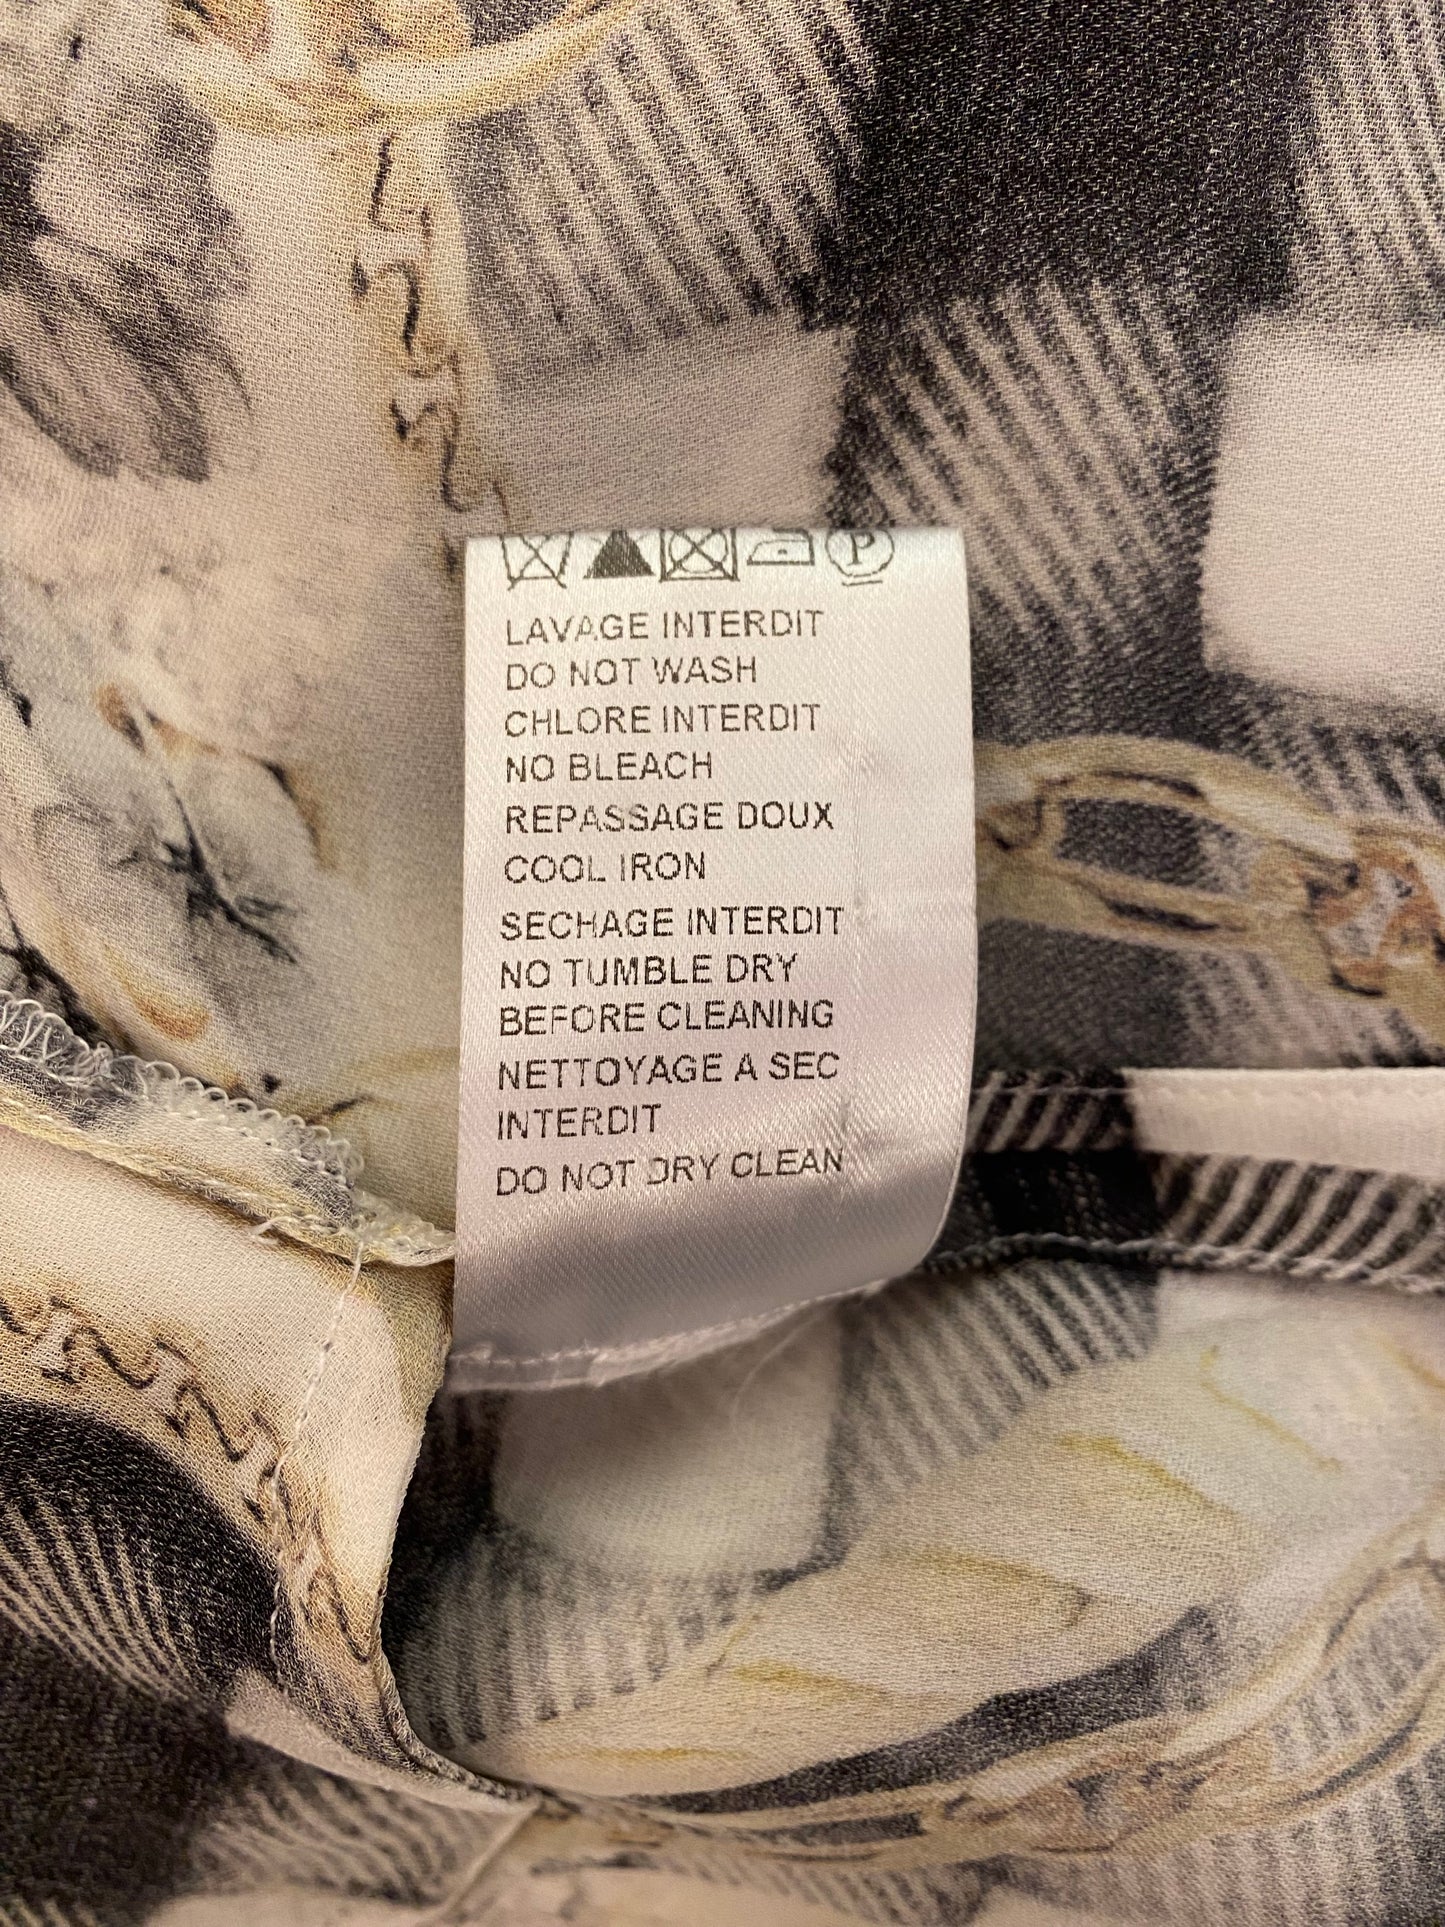 P
LAVAGE INTERDIT
DO NOT WASH
CHLORE INTERDIT
NO BLEACH
REPASSAGE DOUX
COOL IRON
SECHAGE INTERDIT
NO TUMBLE DRY
BEFORE CLEANING
NETTOYAGE A SEC
INTERDIT
DO NOT DRY CLEAN